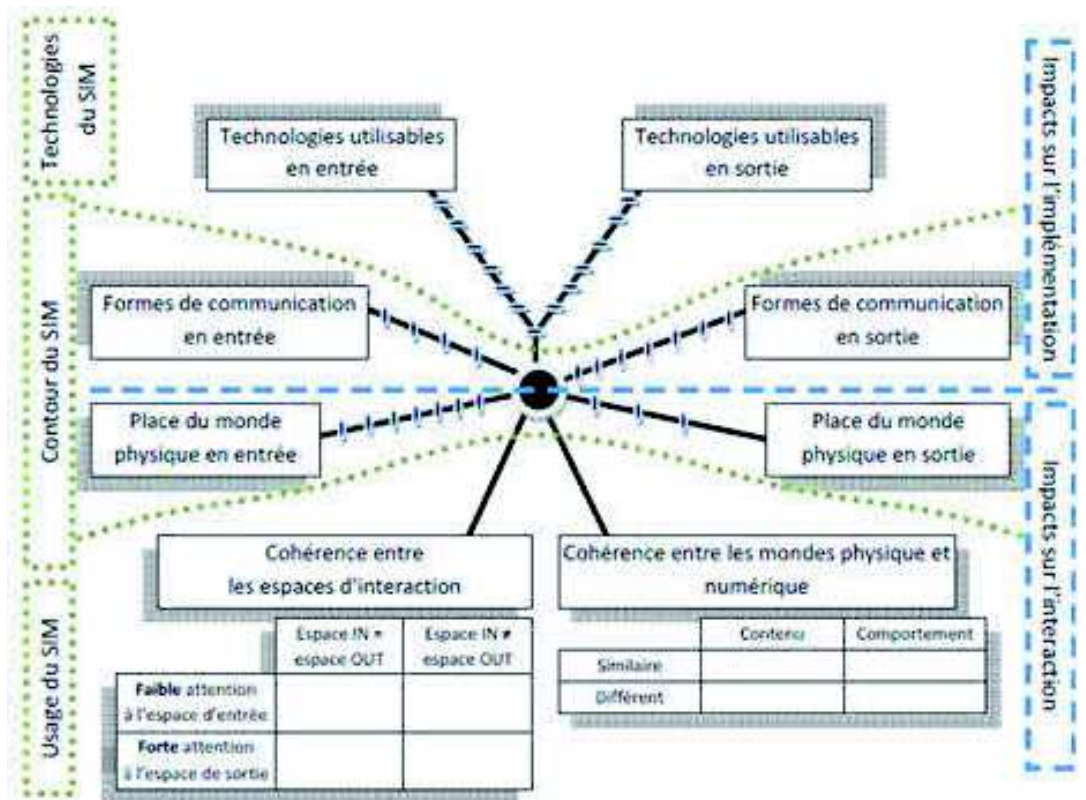 Technologies
du SIM
Technologies utilisables
en entrée
Technologies utilisables
en sortie
Impacts sur l'implémentation
Contour du SIM
Formes de communication
en entrée
Formes de communication
en sortie
Place du monde
physique en entrée
Place du monde
physique en sortie
Impacts sur l'interaction
Usage du SIM
Cohérence entre
les espaces d'interaction
Cohérence entre les mondes physique et
numérique
Espace IN =
espace OUT
Espace IN ≠
espace OUT
Faible attention
à l'espace d'entrée
Forte attention
à l'espace de sortie
Contenu
Comportement
Similaire
Différent